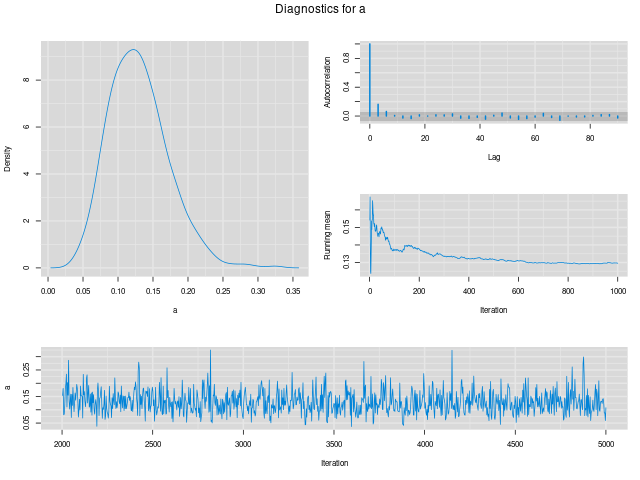 Diagnostics for a
Density
0 2 4 6 8
0.00 0.05 0.10 0.15 0.20 0.25 0.30 0.35
a
Autocorrelation
0.0 0.4 0.8
0 20 40 60 80
Lag
Running mean
0.13 0.15
0 200 400 600 800 1000
Iteration
a
0.05 0.15 0.25
2000 2500 3000 3500 4000 4500 5000
Iteration